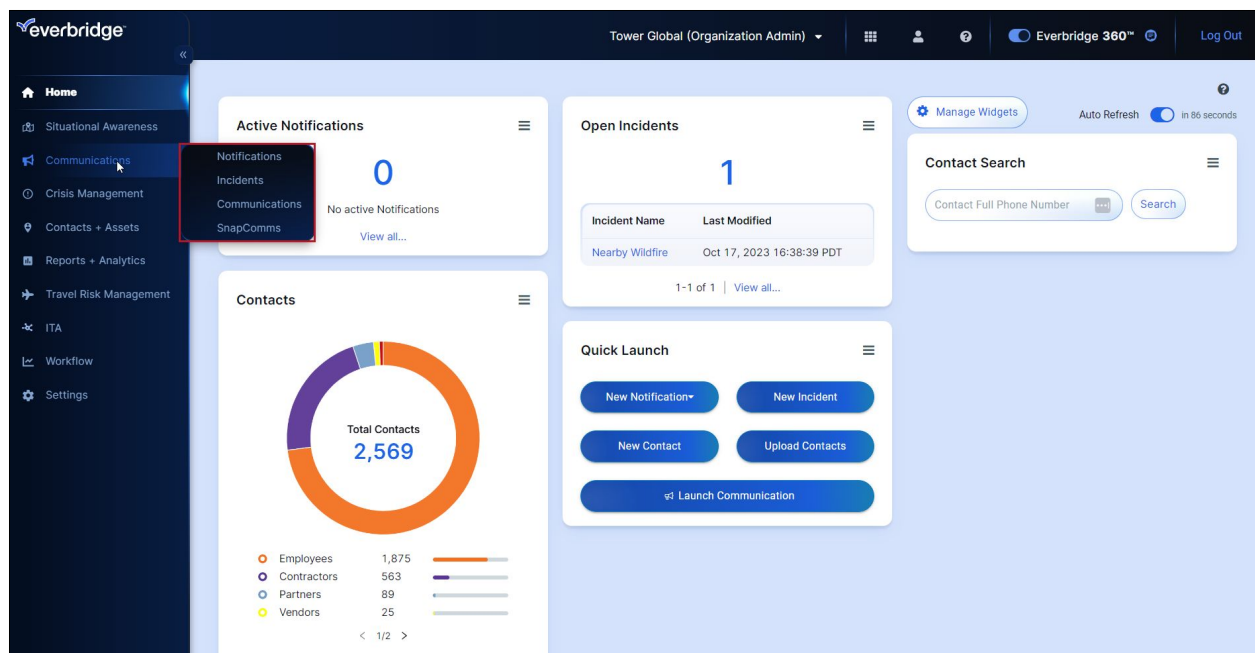 everbridge™
Tower Global (Organization Admin)
Everbridge 360™
Log Out
Home
Situational Awareness
Communications
Crisis Management
Contacts + Assets
Reports + Analytics
Travel Risk Management
ITA
Workflow
Settings
Notifications
Incidents
Communications
SnapComms
Active Notifications
0
No active Notifications
View all...
Contacts
Total Contacts
2,569
Employees 1,875
Contractors 563
Partners 89
Vendors 25
< 1/2 >
Open Incidents
1
Incident Name Last Modified
Nearby Wildfire Oct 17, 2023 16:38:39 PDT
1-1 of 1 | View all...
Quick Launch
New Notification
New Incident
New Contact
Upload Contacts
Launch Communication
Manage Widgets
Auto Refresh in 86 seconds
Contact Search
Contact Full Phone Number
Search